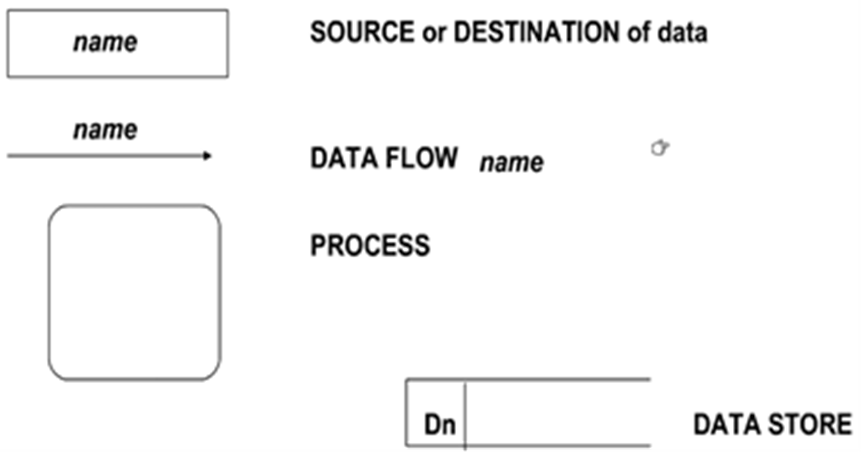 name
SOURCE or DESTINATION of data
name
DATA FLOW name
PROCESS
Dn
DATA STORE